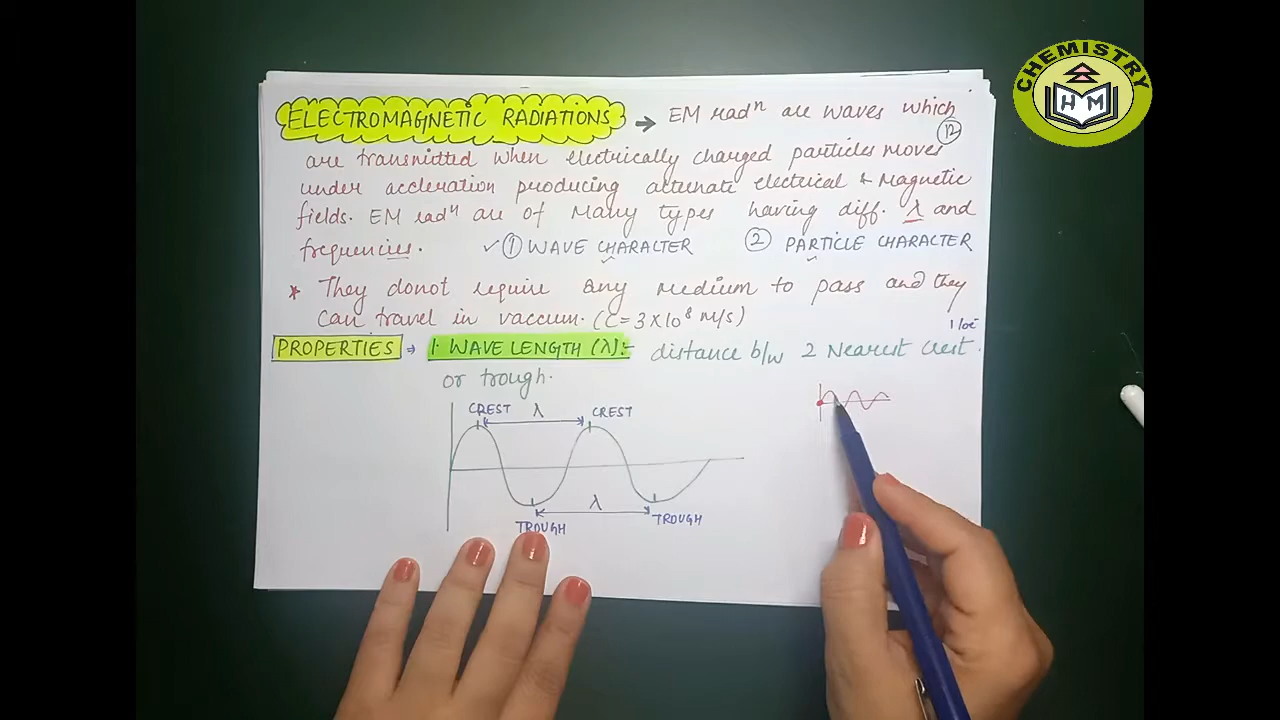 CHEMISTRY
HM
ELECTROMAGNETIC RADIATIONS → EM radⁿ are waves which
12
are transmitted when electrically charged particles moves
under accleration producing alternate electrical & Magnetic
fields. EM radⁿ are of Many types having diff. λ and
frequencies. ✓① WAVE CHARACTER ② PARTICLE CHARACTER
* They donot require any medium to pass and they
can travel in vaccum. (C = 3 X 10⁸ M/s)
PROPERTIES → 1. WAVE LENGTH (λ):- distance b/w 2 Nearest Crest
or trough.
CREST λ CREST
λ
TROUGH TROUGH